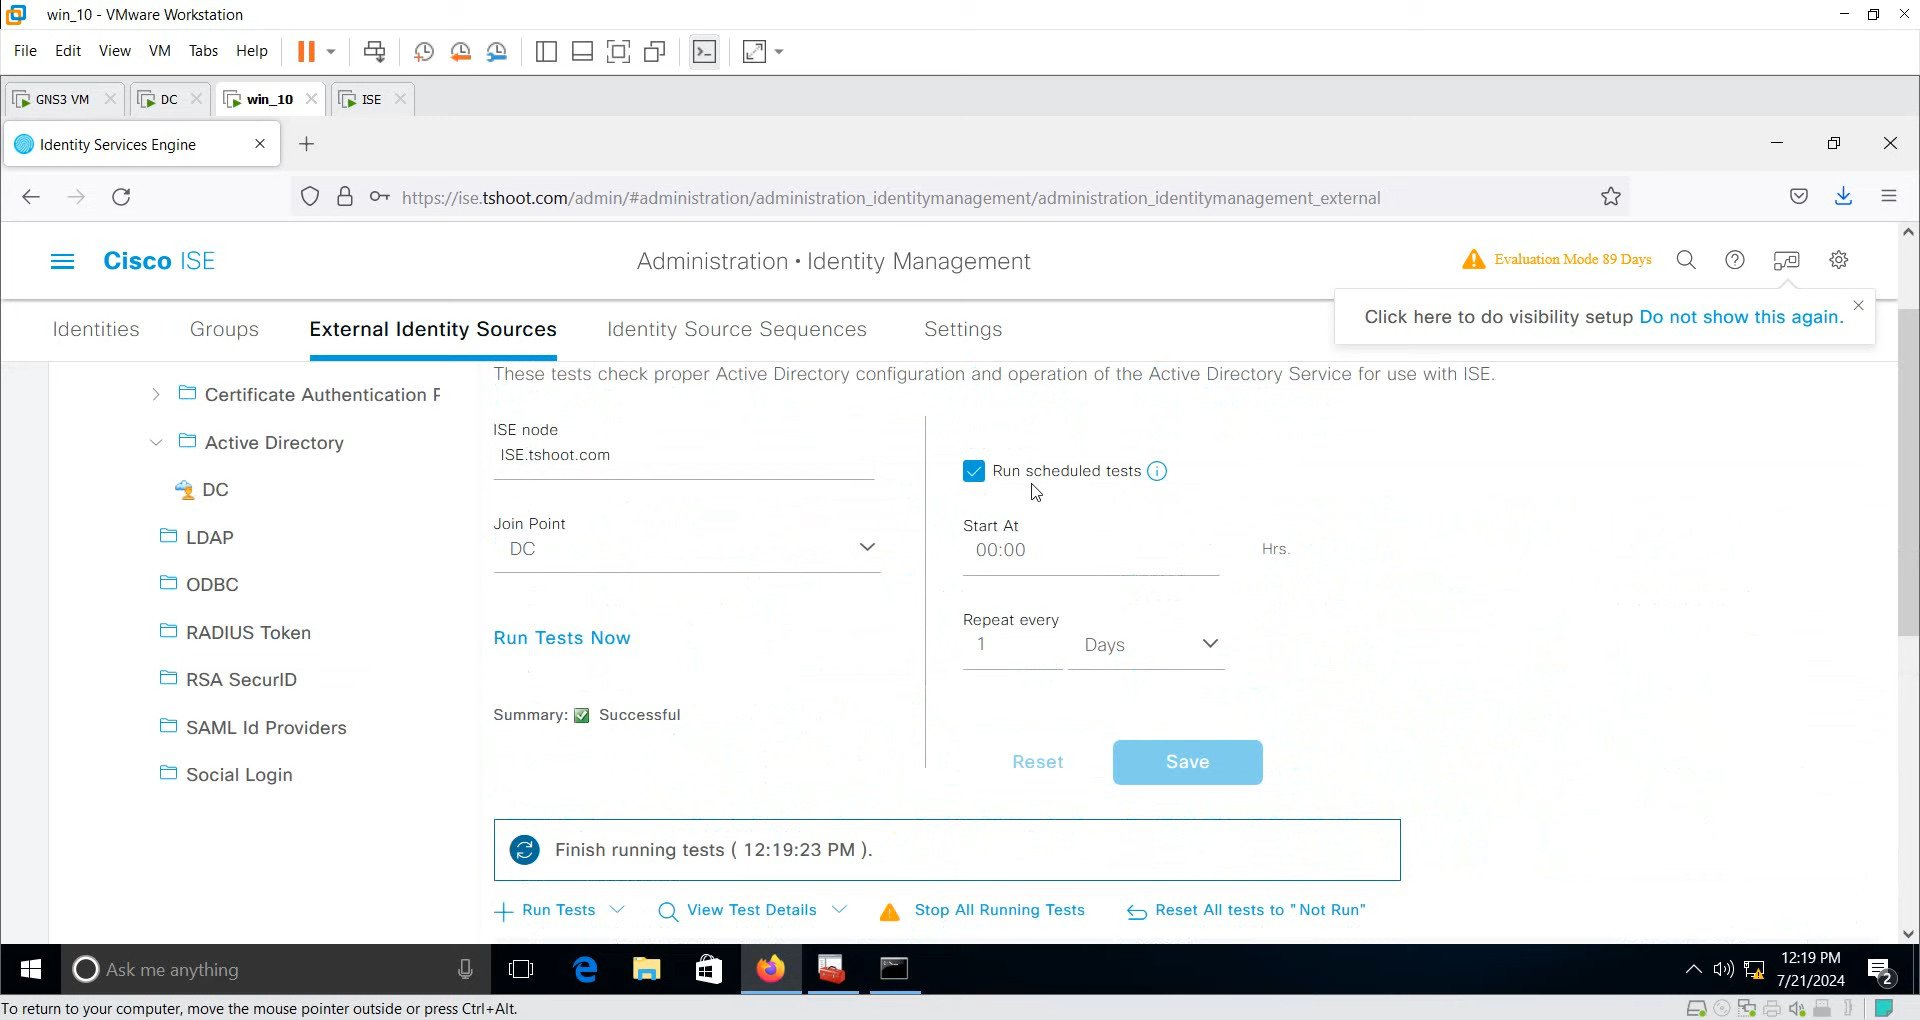 win_10 - VMware Workstation
File Edit View VM Tabs Help
GNS3 VM DC win_10 ISE
Identity Services Engine
https://ise.tshoot.com/admin/#administration/administration_identitymanagement/administration_identitymanagement_external
Cisco ISE Administration • Identity Management Evaluation Mode 89 Days
Click here to do visibility setup Do not show this again.
Identities Groups External Identity Sources Identity Source Sequences Settings
These tests check proper Active Directory configuration and operation of the Active Directory Service for use with ISE.
Certificate Authentication F
Active Directory
DC
LDAP
ODBC
RADIUS Token
RSA SecurID
SAML Id Providers
Social Login
ISE node
ISE.tshoot.com
Join Point
DC
Run Tests Now
Summary: Successful
Run scheduled tests
Start At
00:00 Hrs.
Repeat every
1 Days
Reset Save
Finish running tests ( 12:19:23 PM ).
Run Tests View Test Details Stop All Running Tests Reset All tests to "Not Run"
Ask me anything
12:19 PM
7/21/2024
2
To return to your computer, move the mouse pointer outside or press Ctrl+Alt.